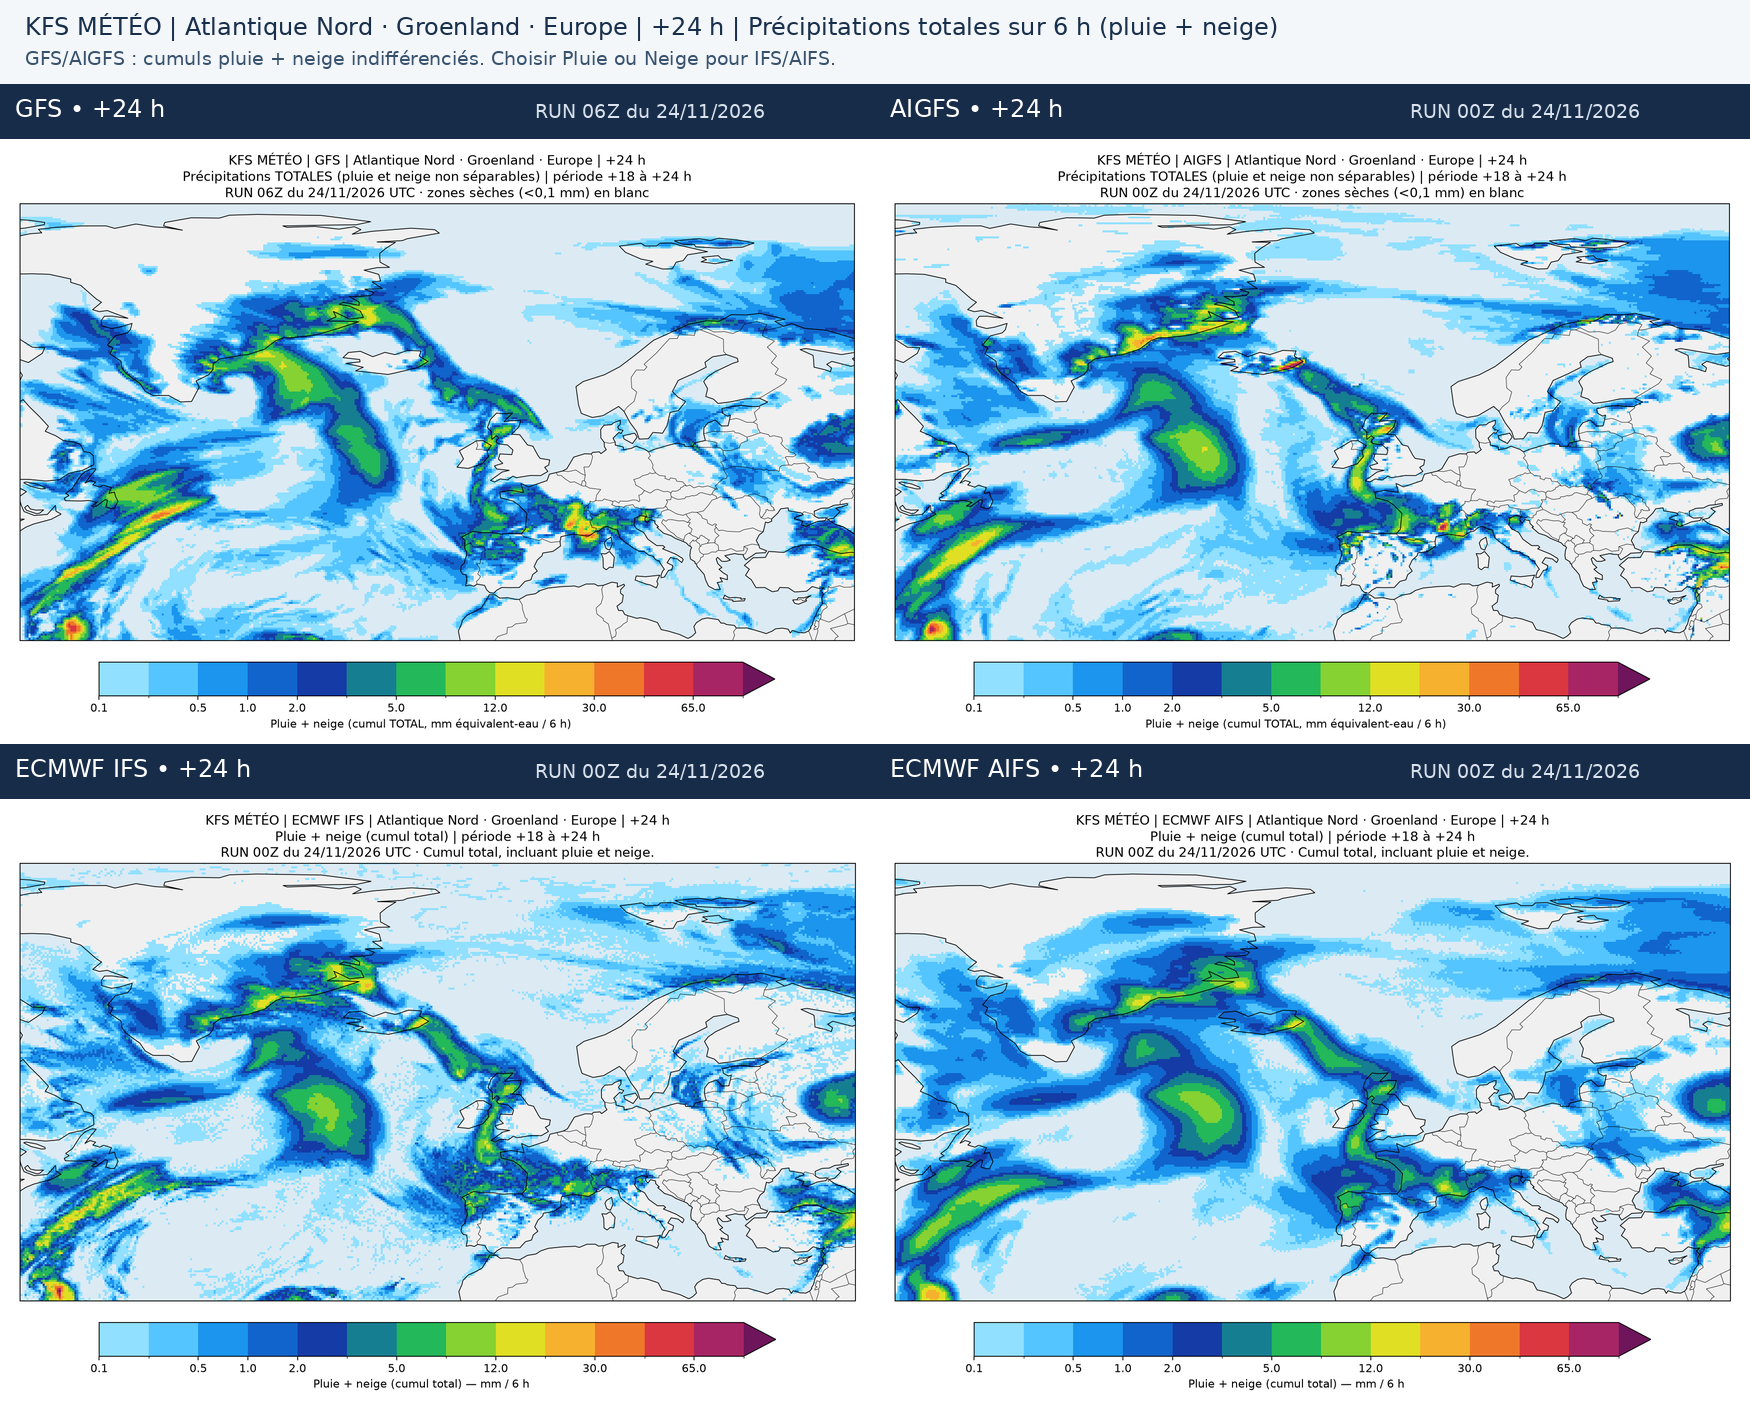 KFS MÉTÉO | Atlantique Nord · Groenland · Europe | +24 h | Précipitations totales sur 6 h (pluie + neige)
GFS/AIGFS : cumuls pluie + neige indifférenciés. Choisir Pluie ou Neige pour IFS/AIFS.
GFS • +24 h
RUN 06Z du 24/11/2026
AIGFS • +24 h
RUN 00Z du 24/11/2026
KFS MÉTÉO | GFS | Atlantique Nord · Groenland · Europe | +24 h
Précipitations TOTALES (pluie et neige non séparables) | période +18 à +24 h
RUN 06Z du 24/11/2026 UTC · zones sèches (<0,1 mm) en blanc
KFS MÉTÉO | AIGFS | Atlantique Nord · Groenland · Europe | +24 h
Précipitations TOTALES (pluie et neige non séparables) | période +18 à +24 h
RUN 00Z du 24/11/2026 UTC · zones sèches (<0,1 mm) en blanc
0.1 0.5 1.0 2.0 5.0 12.0 30.0 65.0
Pluie + neige (cumul TOTAL, mm équivalent-eau / 6 h)
0.1 0.5 1.0 2.0 5.0 12.0 30.0 65.0
Pluie + neige (cumul TOTAL, mm équivalent-eau / 6 h)
ECMWF IFS • +24 h
RUN 00Z du 24/11/2026
ECMWF AIFS • +24 h
RUN 00Z du 24/11/2026
KFS MÉTÉO | ECMWF IFS | Atlantique Nord · Groenland · Europe | +24 h
Pluie + neige (cumul total) | période +18 à +24 h
RUN 00Z du 24/11/2026 UTC · Cumul total, incluant pluie et neige.
KFS MÉTÉO | ECMWF AIFS | Atlantique Nord · Groenland · Europe | +24 h
Pluie + neige (cumul total) | période +18 à +24 h
RUN 00Z du 24/11/2026 UTC · Cumul total, incluant pluie et neige.
0.1 0.5 1.0 2.0 5.0 12.0 30.0 65.0
Pluie + neige (cumul total) — mm / 6 h
0.1 0.5 1.0 2.0 5.0 12.0 30.0 65.0
Pluie + neige (cumul total) — mm / 6 h